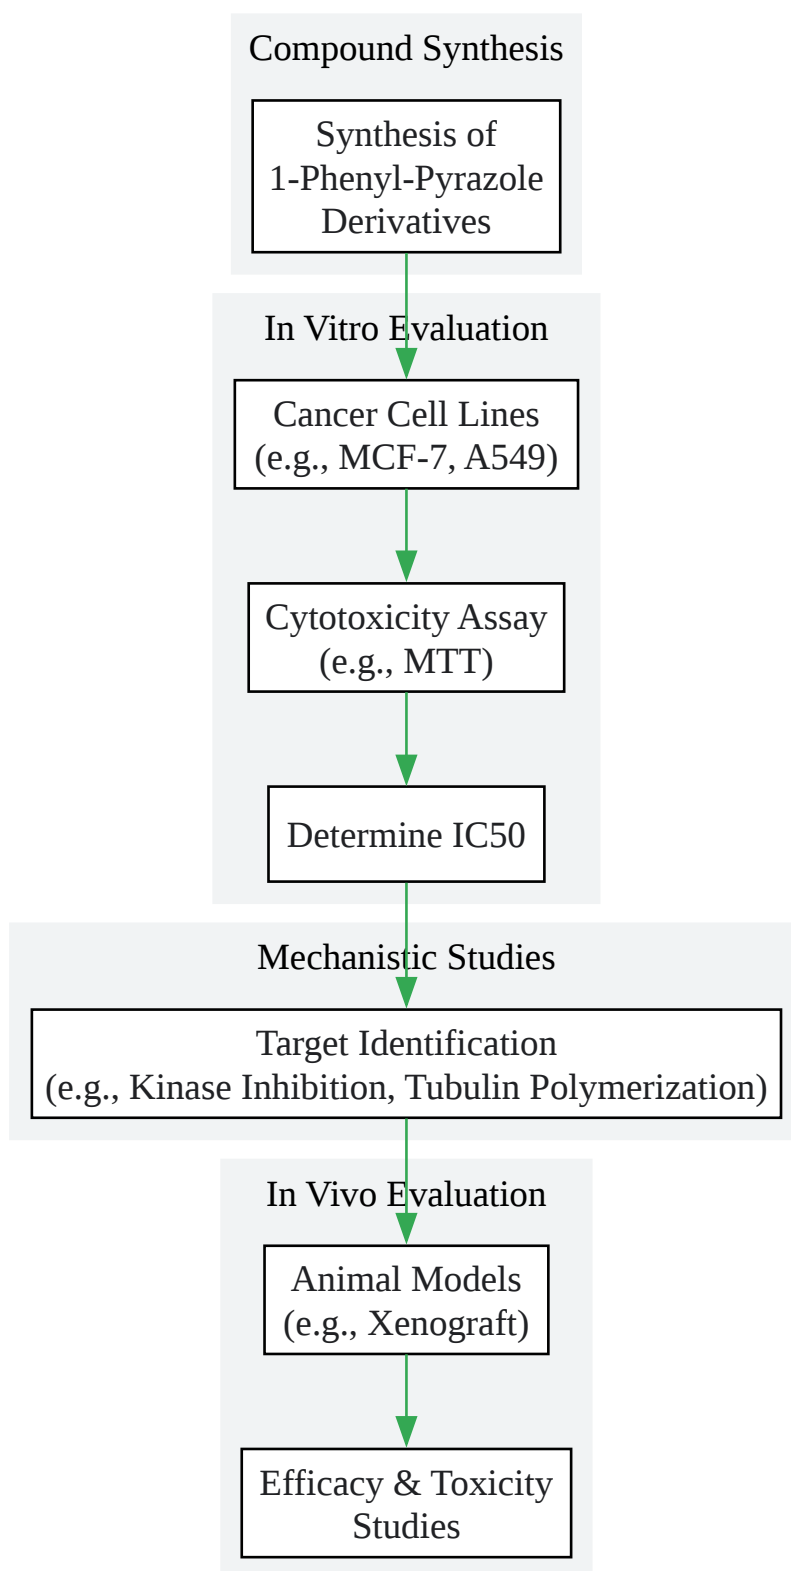 Compound Synthesis
Synthesis of
1-Phenyl-Pyrazole
Derivatives
In Vitro Evaluation
Cancer Cell Lines
(e.g., MCF-7, A549)
Cytotoxicity Assay
(e.g., MTT)
Determine IC50
Mechanistic Studies
Target Identification
(e.g., Kinase Inhibition, Tubulin Polymerization)
In Vivo Evaluation
Animal Models
(e.g., Xenograft)
Efficacy & Toxicity
Studies